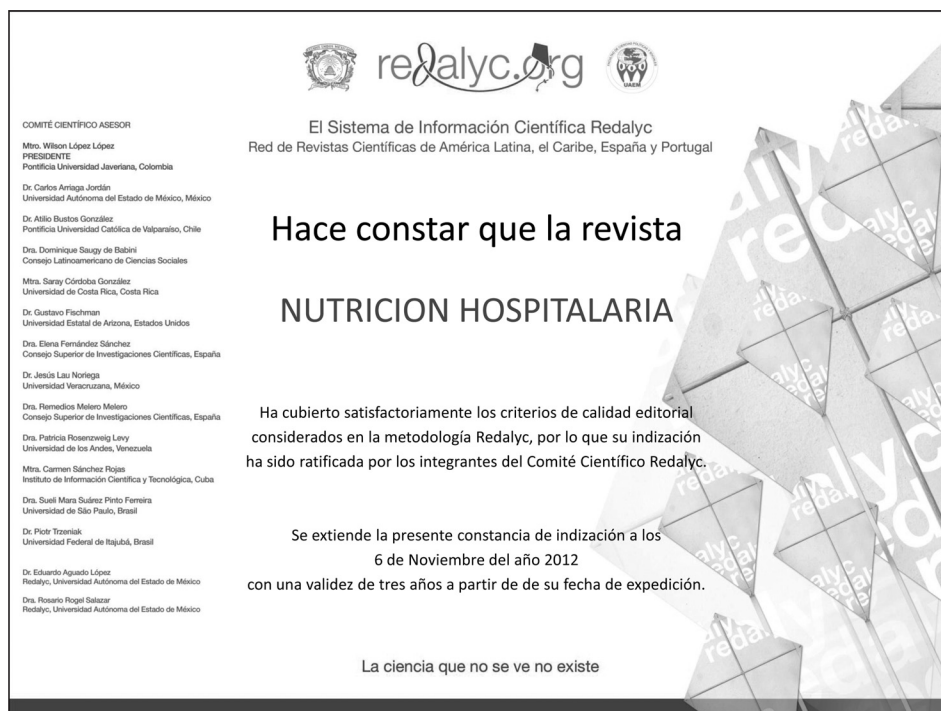 redalyc.org
UAEM
El Sistema de Información Científica Redalyc
Red de Revistas Científicas de América Latina, el Caribe, España y Portugal
COMITÉ CIENTÍFICO ASESOR
Mtro. Wilson López López
PRESIDENTE
Pontificia Universidad Javeriana, Colombia
Dr. Carlos Arriaga Jordán
Universidad Autónoma del Estado de México, México
Dr. Atilio Bustos González
Pontificia Universidad Católica de Valparaíso, Chile
Dra. Dominique Saugy de Babini
Consejo Latinoamericano de Ciencias Sociales
Mtra. Saray Córdoba González
Universidad de Costa Rica, Costa Rica
Dr. Gustavo Fischman
Universidad Estatal de Arizona, Estados Unidos
Dra. Elena Fernández Sánchez
Consejo Superior de Investigaciones Científicas, España
Dr. Jesús Lau Noriega
Universidad Veracruzana, México
Dra. Remedios Melero Melero
Consejo Superior de Investigaciones Científicas, España
Dra. Patricia Rosenzweig Levy
Universidad de los Andes, Venezuela
Mtra. Carmen Sánchez Rojas
Instituto de Información Científica y Tecnológica, Cuba
Dra. Sueli Mara Suárez Pinto Ferreira
Universidad de São Paulo, Brasil
Dr. Piotr Trzeniak
Universidad Federal de Itajubá, Brasil
Dr. Eduardo Aguado López
Redalyc, Universidad Autónoma del Estado de México
Dra. Rosario Rogel Salazar
Redalyc, Universidad Autónoma del Estado de México
Hace constar que la revista
NUTRICION HOSPITALARIA
Ha cubierto satisfactoriamente los criterios de calidad editorial
considerados en la metodología Redalyc, por lo que su indización
ha sido ratificada por los integrantes del Comité Científico Redalyc.
Se extiende la presente constancia de indización a los
6 de Noviembre del año 2012
con una validez de tres años a partir de de su fecha de expedición.
La ciencia que no se ve no existe